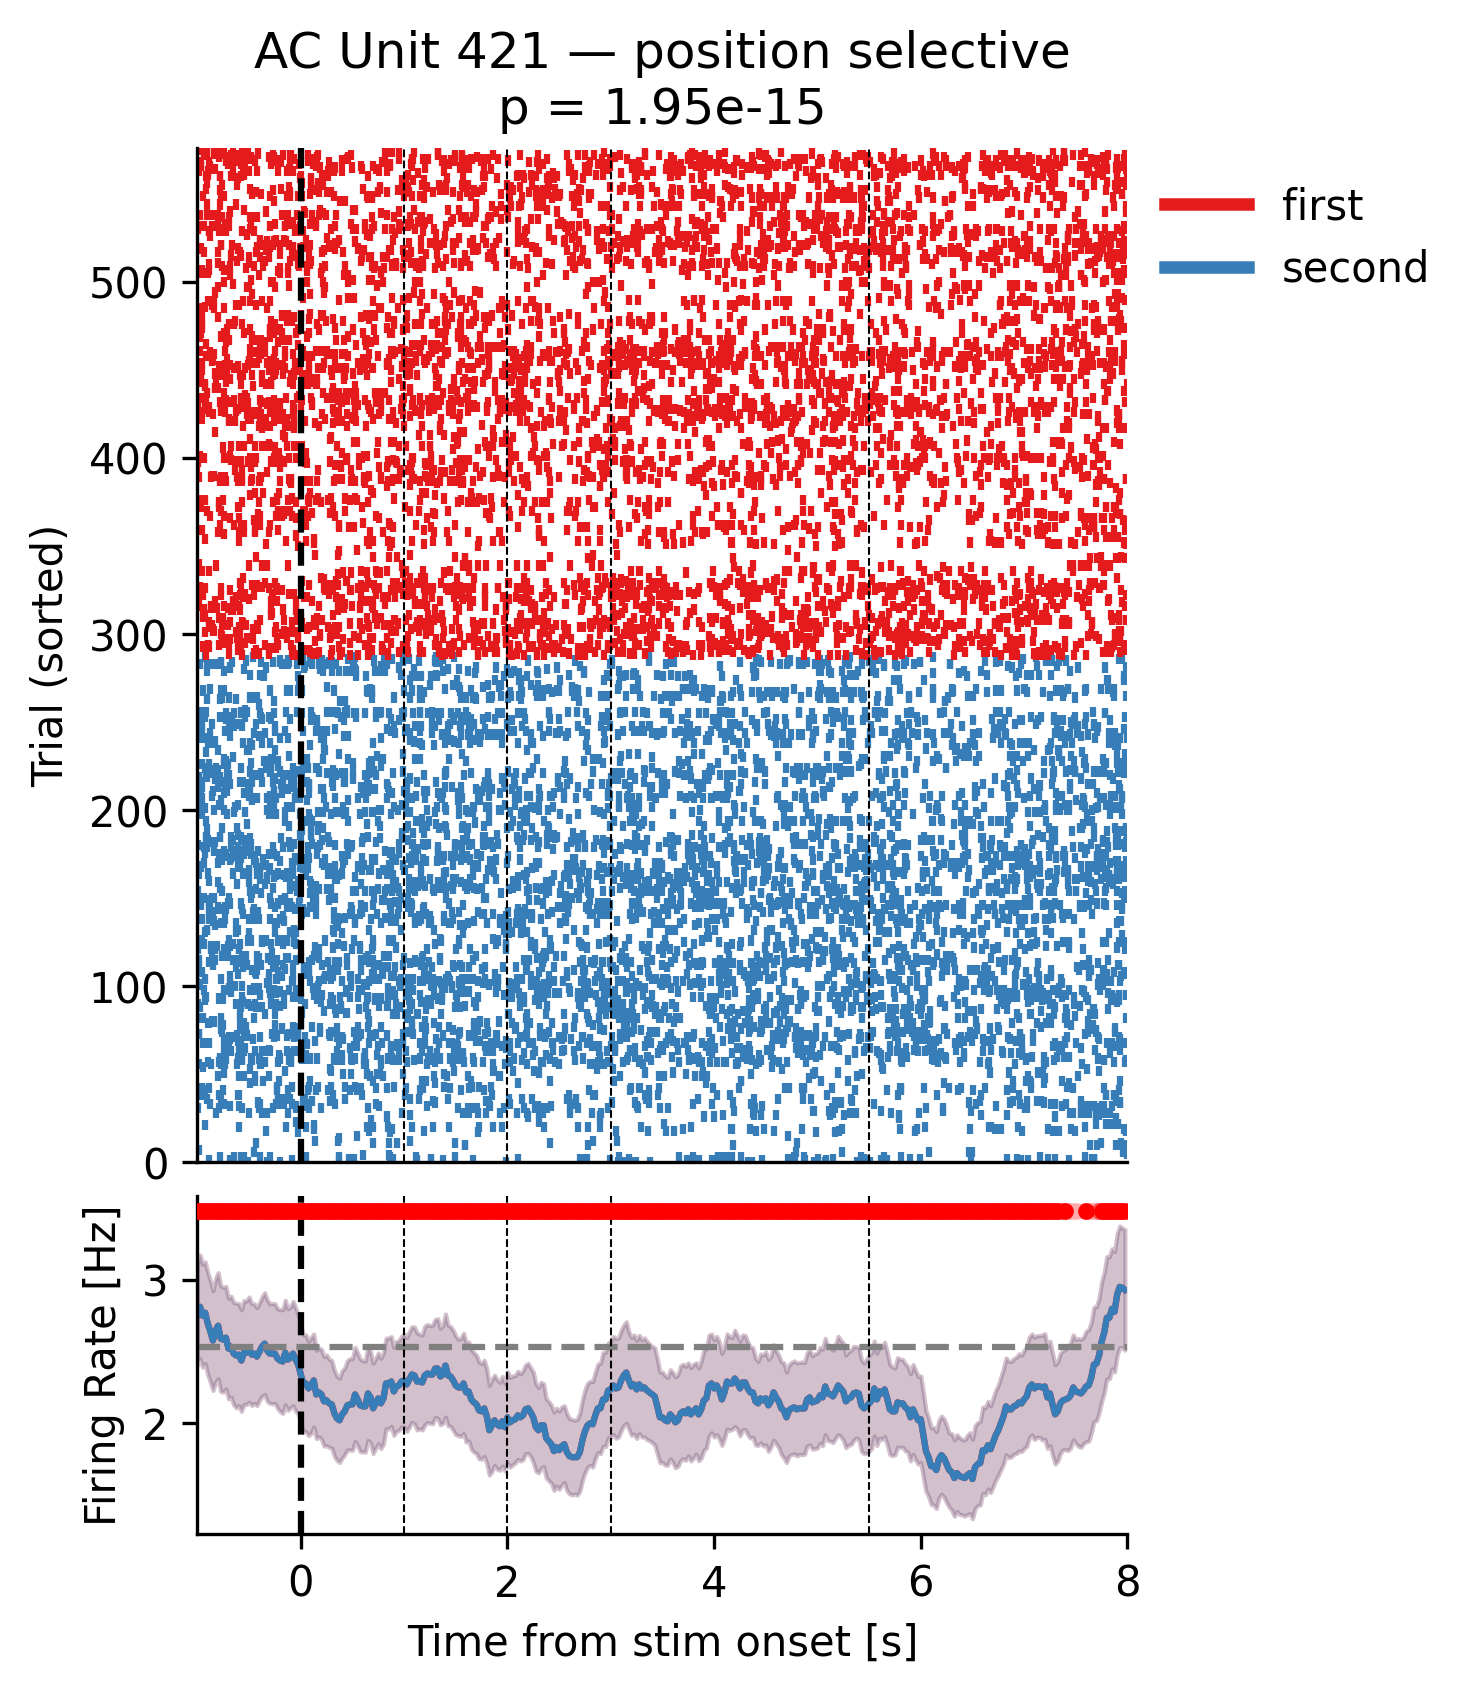 AC Unit 421 — position selective
p = 1.95e-15
first
second
Trial (sorted)
500
400
300
200
100
0
Firing Rate [Hz]
3
2
0 2 4 6 8
Time from stim onset [s]